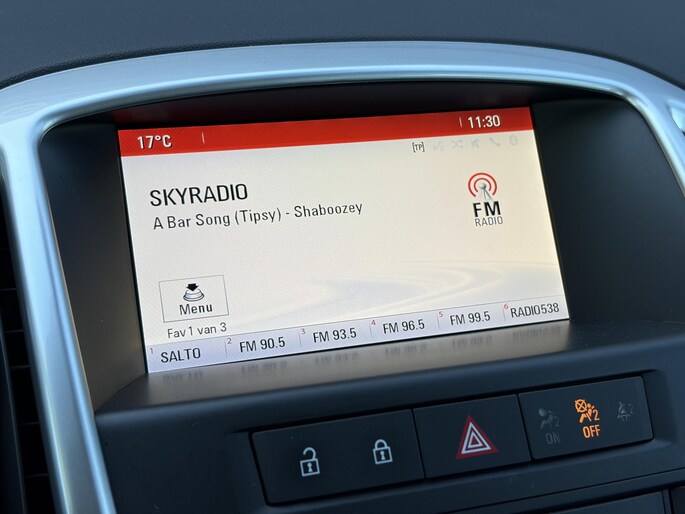 17°C
11:30
[TP]
SKYRADIO
A Bar Song (Tipsy) - Shaboozey
FM
RADIO
Menu
Fav 1 van 3
1 SALTO 2 FM 90.5 3 FM 93.5 4 FM 96.5 5 FM 99.5 6 RADIO538
2 ON
2 OFF